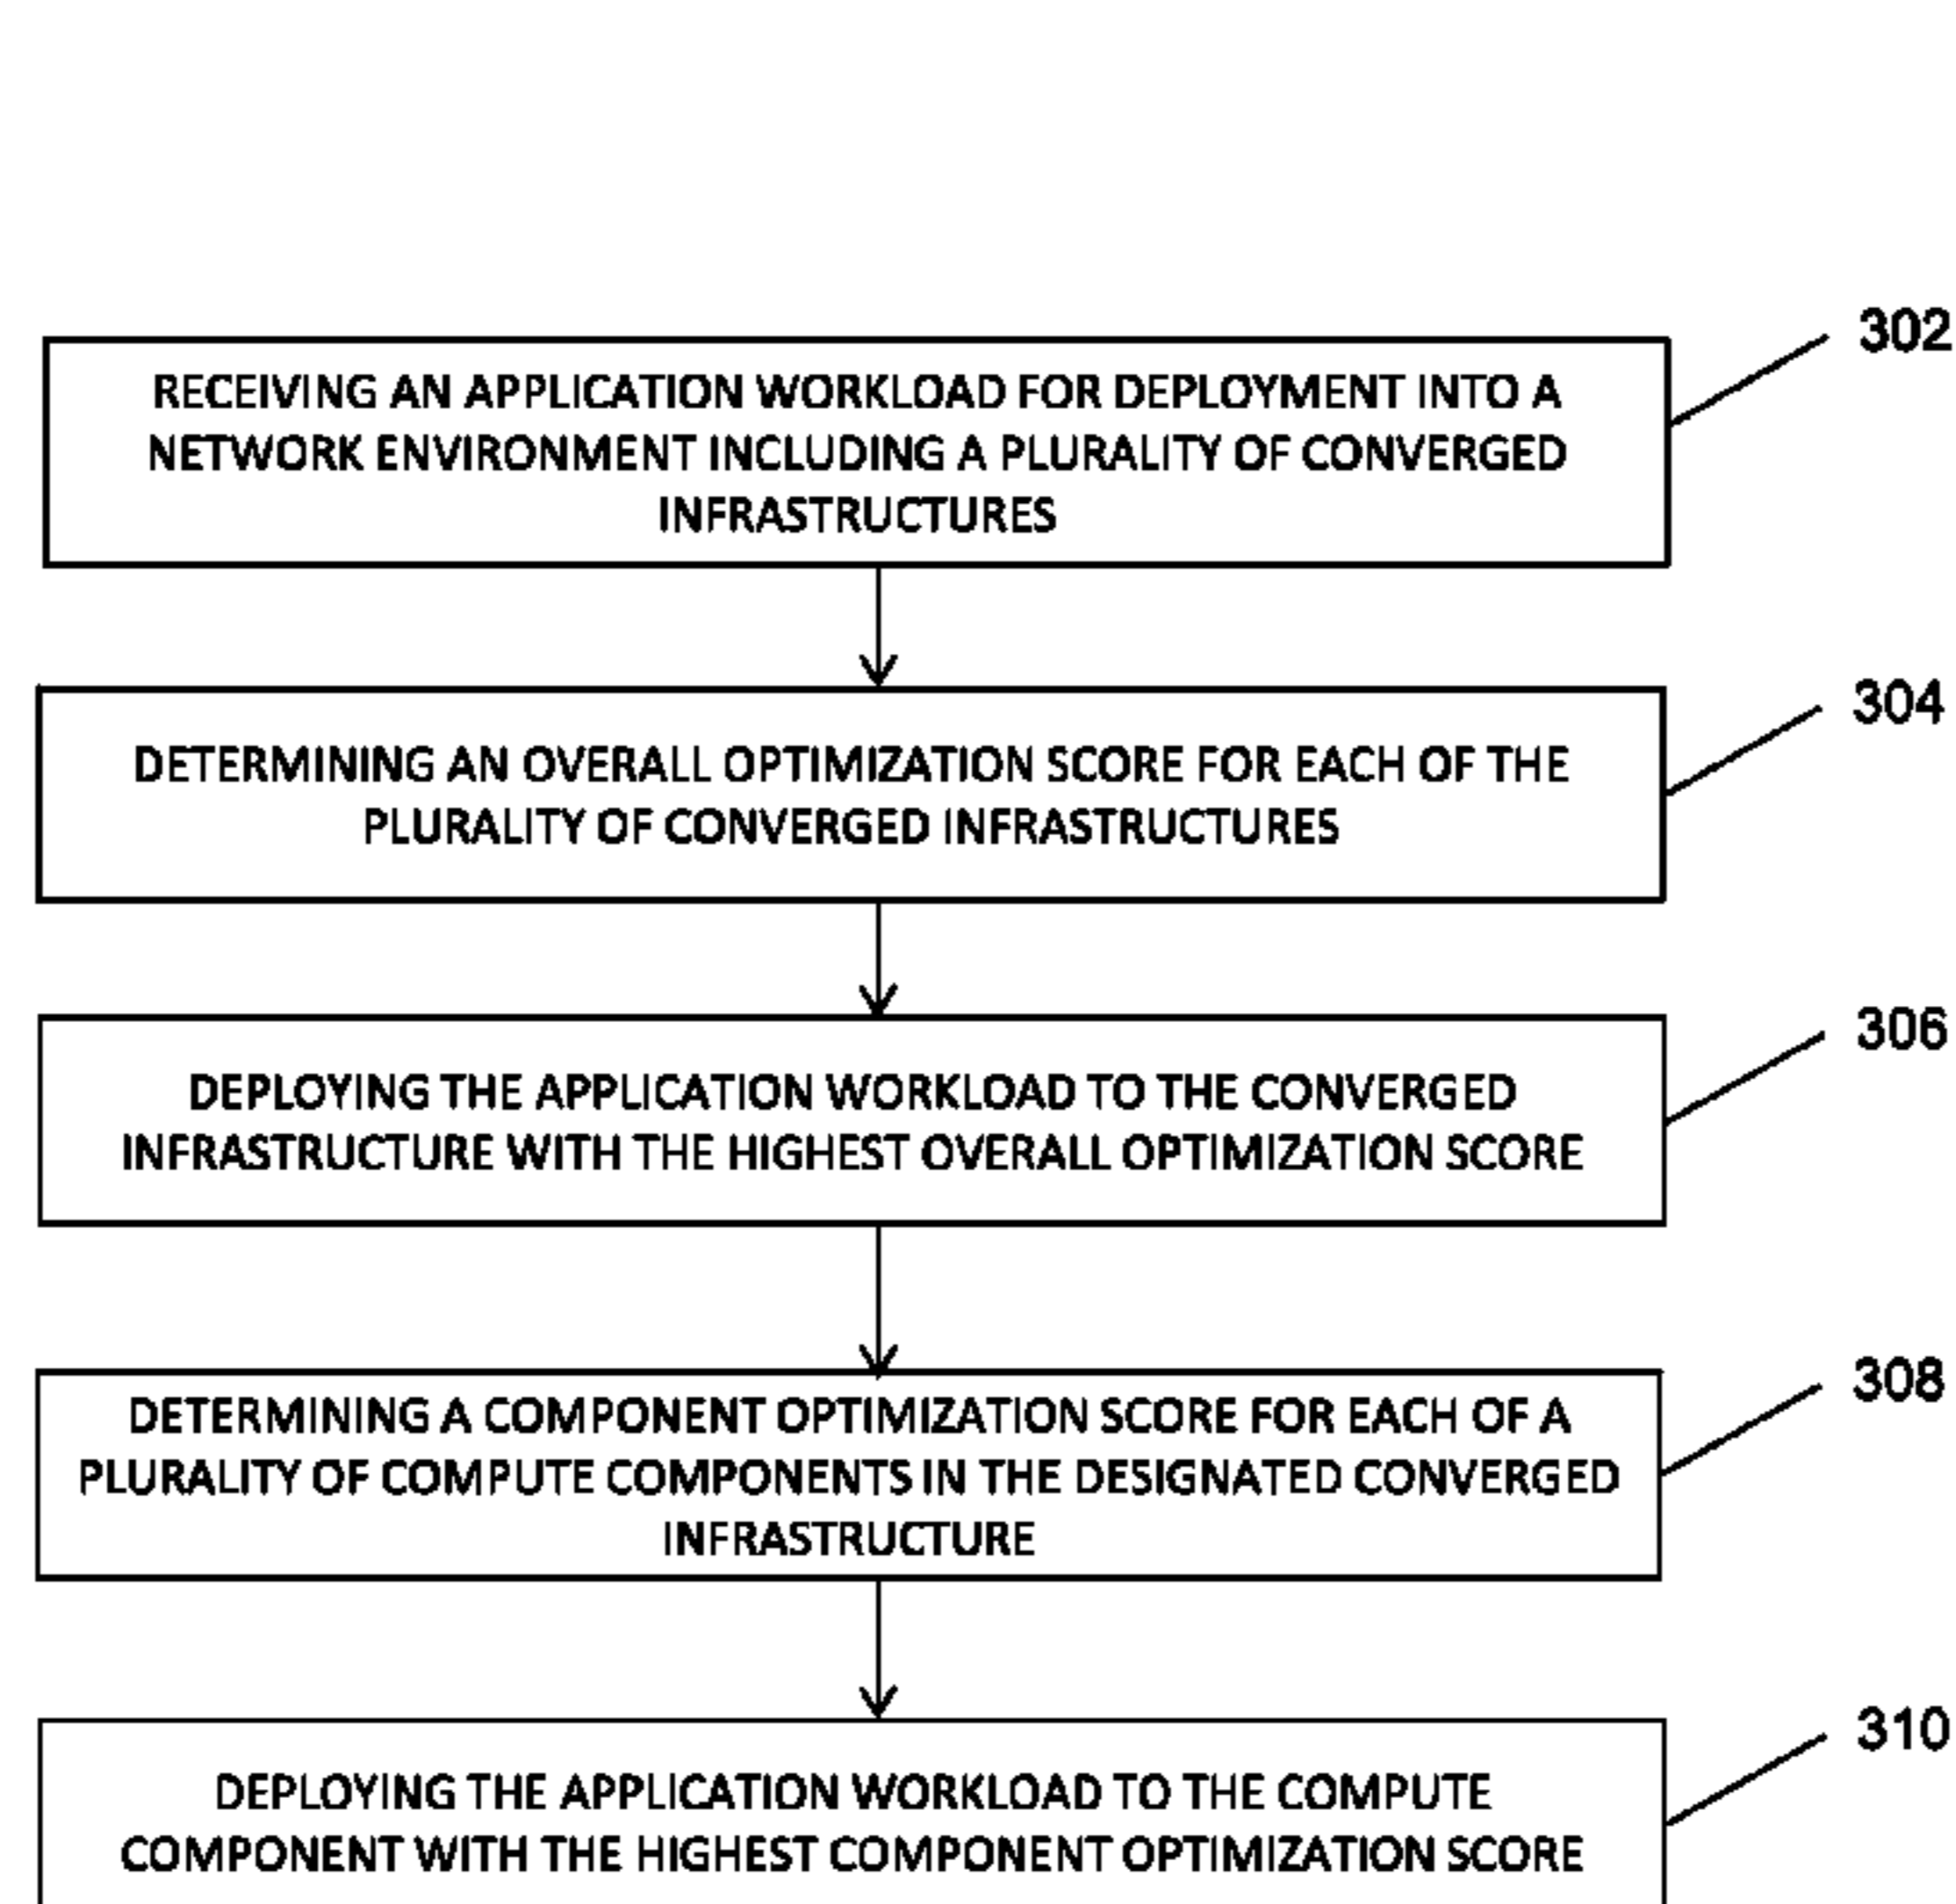 302
RECEIVING AN APPLICATION WORKLOAD FOR DEPLOYMENT INTO A
NETWORK ENVIRONMENT INCLUDING A PLURALITY OF CONVERGED
INFRASTRUCTURES
304
DETERMINING AN OVERALL OPTIMIZATION SCORE FOR EACH OF THE
PLURALITY OF CONVERGED INFRASTRUCTURES
306
DEPLOYING THE APPLICATION WORKLOAD TO THE CONVERGED
INFRASTRUCTURE WITH THE HIGHEST OVERALL OPTIMIZATION SCORE
308
DETERMINING A COMPONENT OPTIMIZATION SCORE FOR EACH OF A
PLURALITY OF COMPUTE COMPONENTS IN THE DESIGNATED CONVERGED
INFRASTRUCTURE
310
DEPLOYING THE APPLICATION WORKLOAD TO THE COMPUTE
COMPONENT WITH THE HIGHEST COMPONENT OPTIMIZATION SCORE